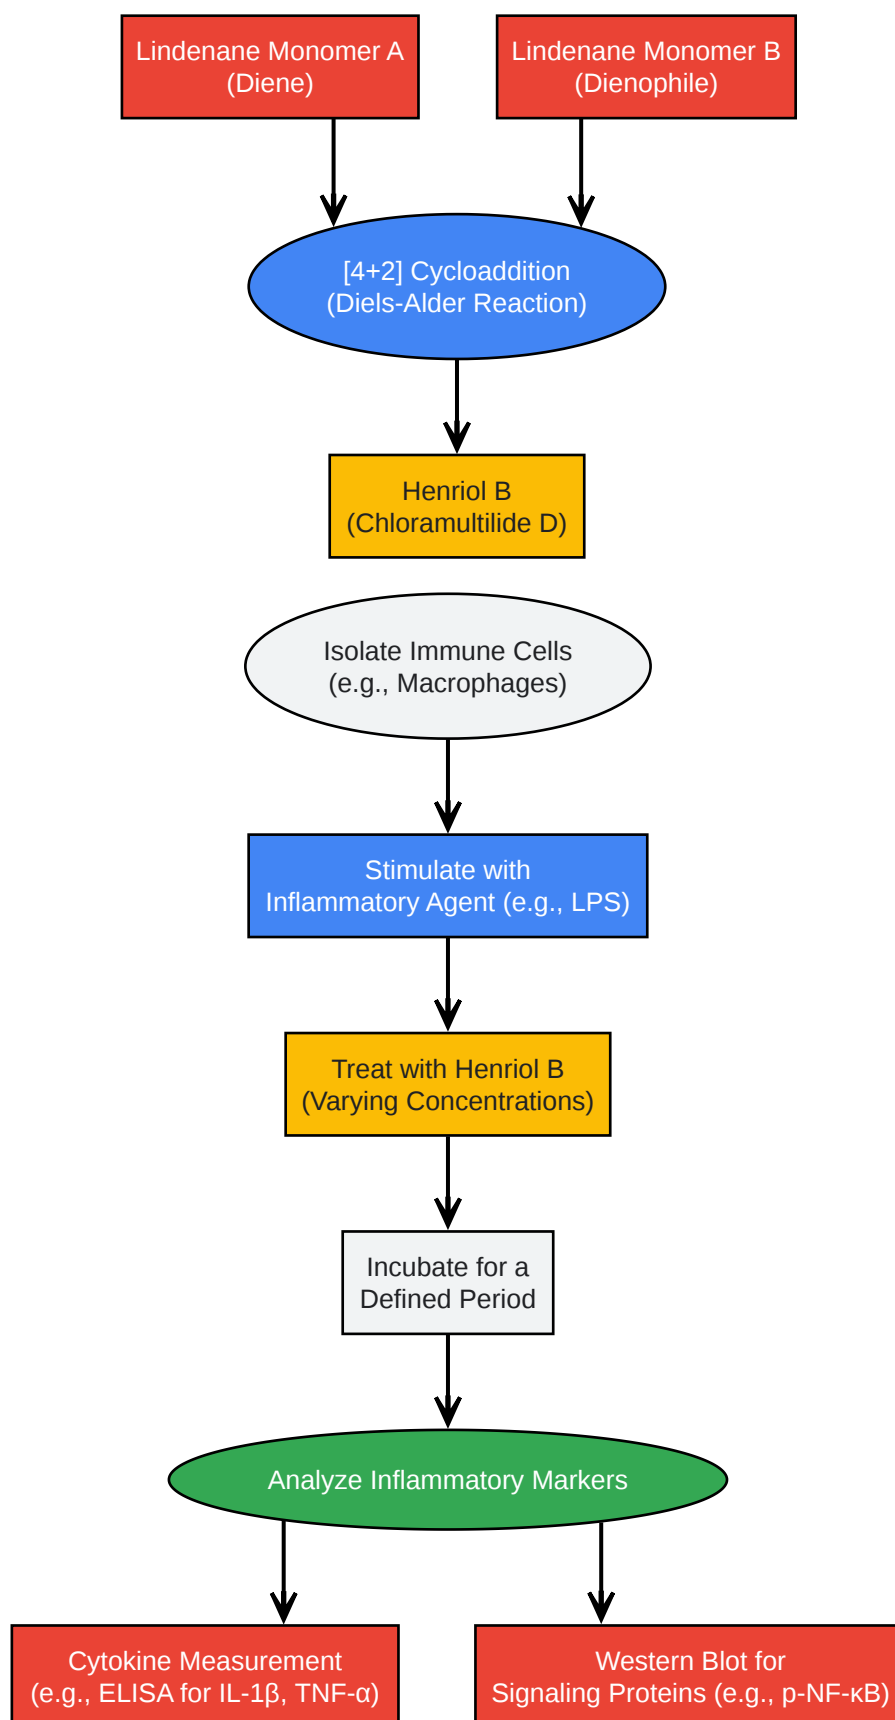 Lindenane Monomer A
(Diene)
Lindenane Monomer B
(Dienophile)
[4+2] Cycloaddition
(Diels-Alder Reaction)
Henriol B
(Chloramultilide D)
Isolate Immune Cells
(e.g., Macrophages)
Stimulate with
Inflammatory Agent (e.g., LPS)
Treat with Henriol B
(Varying Concentrations)
Incubate for a
Defined Period
Analyze Inflammatory Markers
Cytokine Measurement
(e.g., ELISA for IL-1β, TNF-α)
Western Blot for
Signaling Proteins (e.g., p-NF-κB)